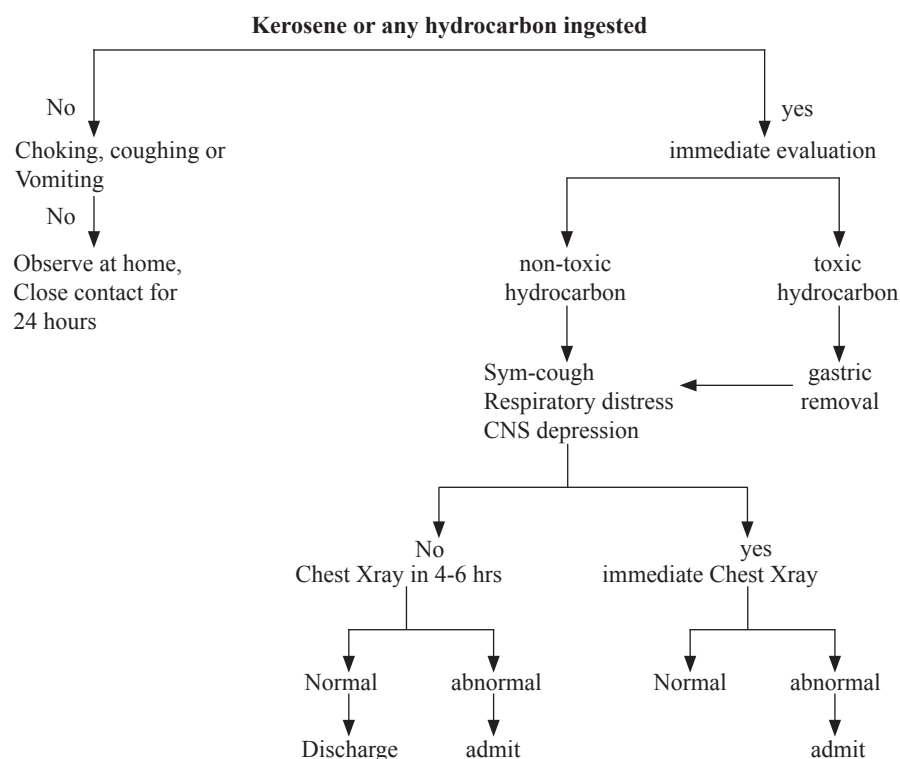 Kerosene or any hydrocarbon ingested
No
yes
Choking, coughing or
Vomiting
immediate evaluation
No
Observe at home,
Close contact for
24 hours
non-toxic
hydrocarbon
toxic
hydrocarbon
Sym-cough
Respiratory distress
CNS depression
gastric
removal
No
Chest Xray in 4-6 hrs
yes
immediate Chest Xray
Normal
abnormal
Normal
abnormal
Discharge
admit
admit